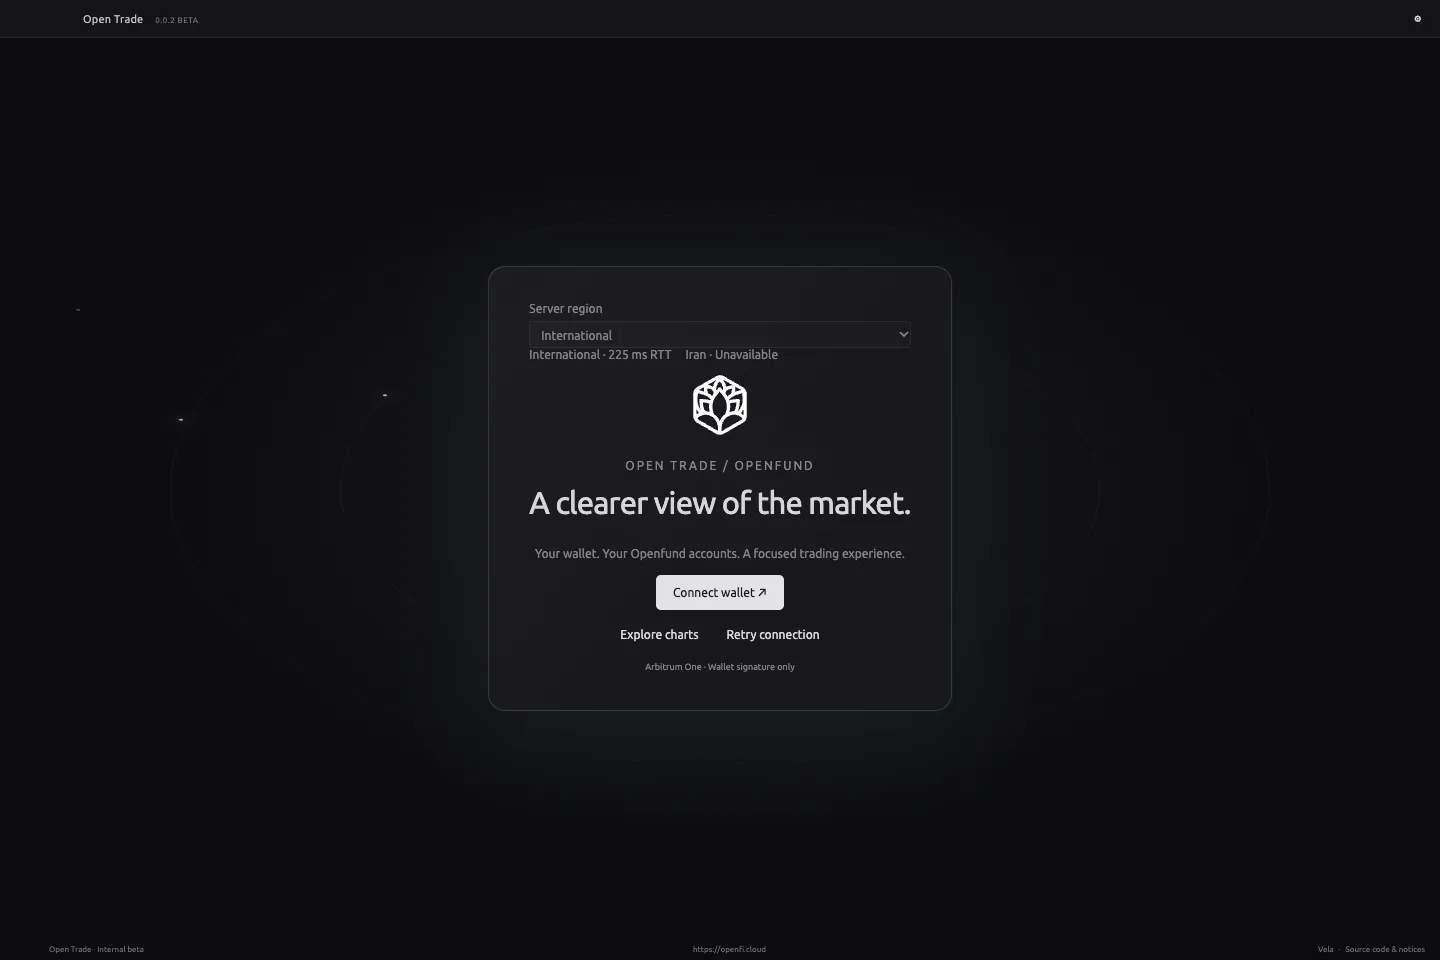 Open Trade 0.0.2 BETA
Server region
International
International · 225 ms RTT Iran · Unavailable
OPEN TRADE / OPENFUND
A clearer view of the market.
Your wallet. Your Openfund accounts. A focused trading experience.
Connect wallet ↗
Explore charts Retry connection
Arbitrum One · Wallet signature only
Open Trade · Internal beta https://openfi.cloud Vela · Source code & notices